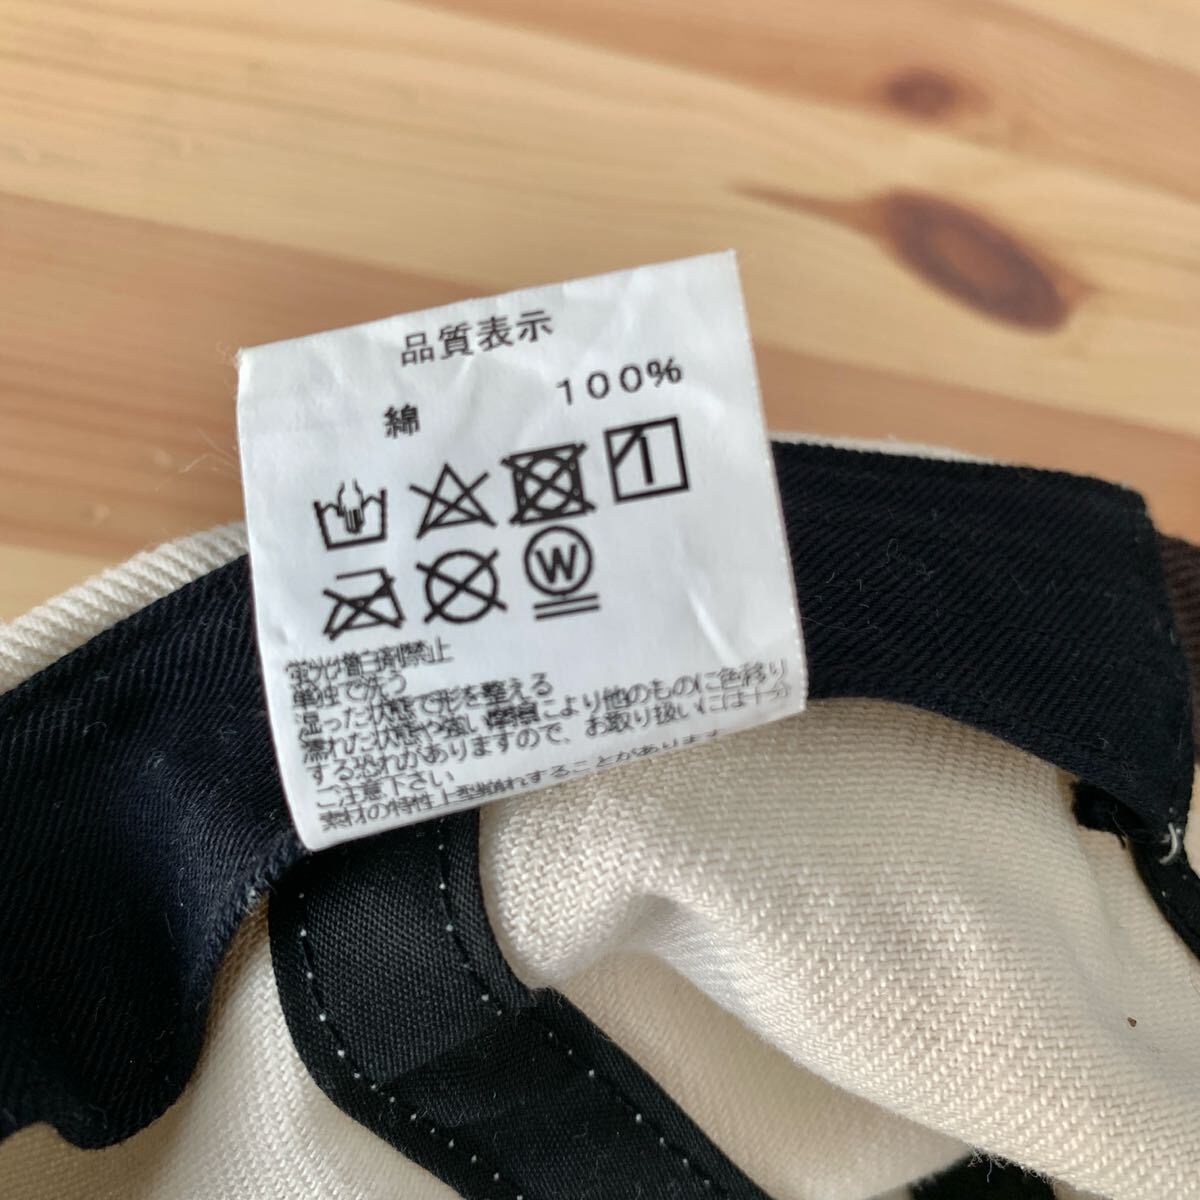 品質表示
綿 100%
W
蛍光増白剤禁止
単独で洗う
湿った状態で形を整える
濡れた状態や強い摩擦により他のものに色移り
する恐れがありますので、お取り扱いには十分
ご注意下さい
素材の特性上型崩れすることがあります